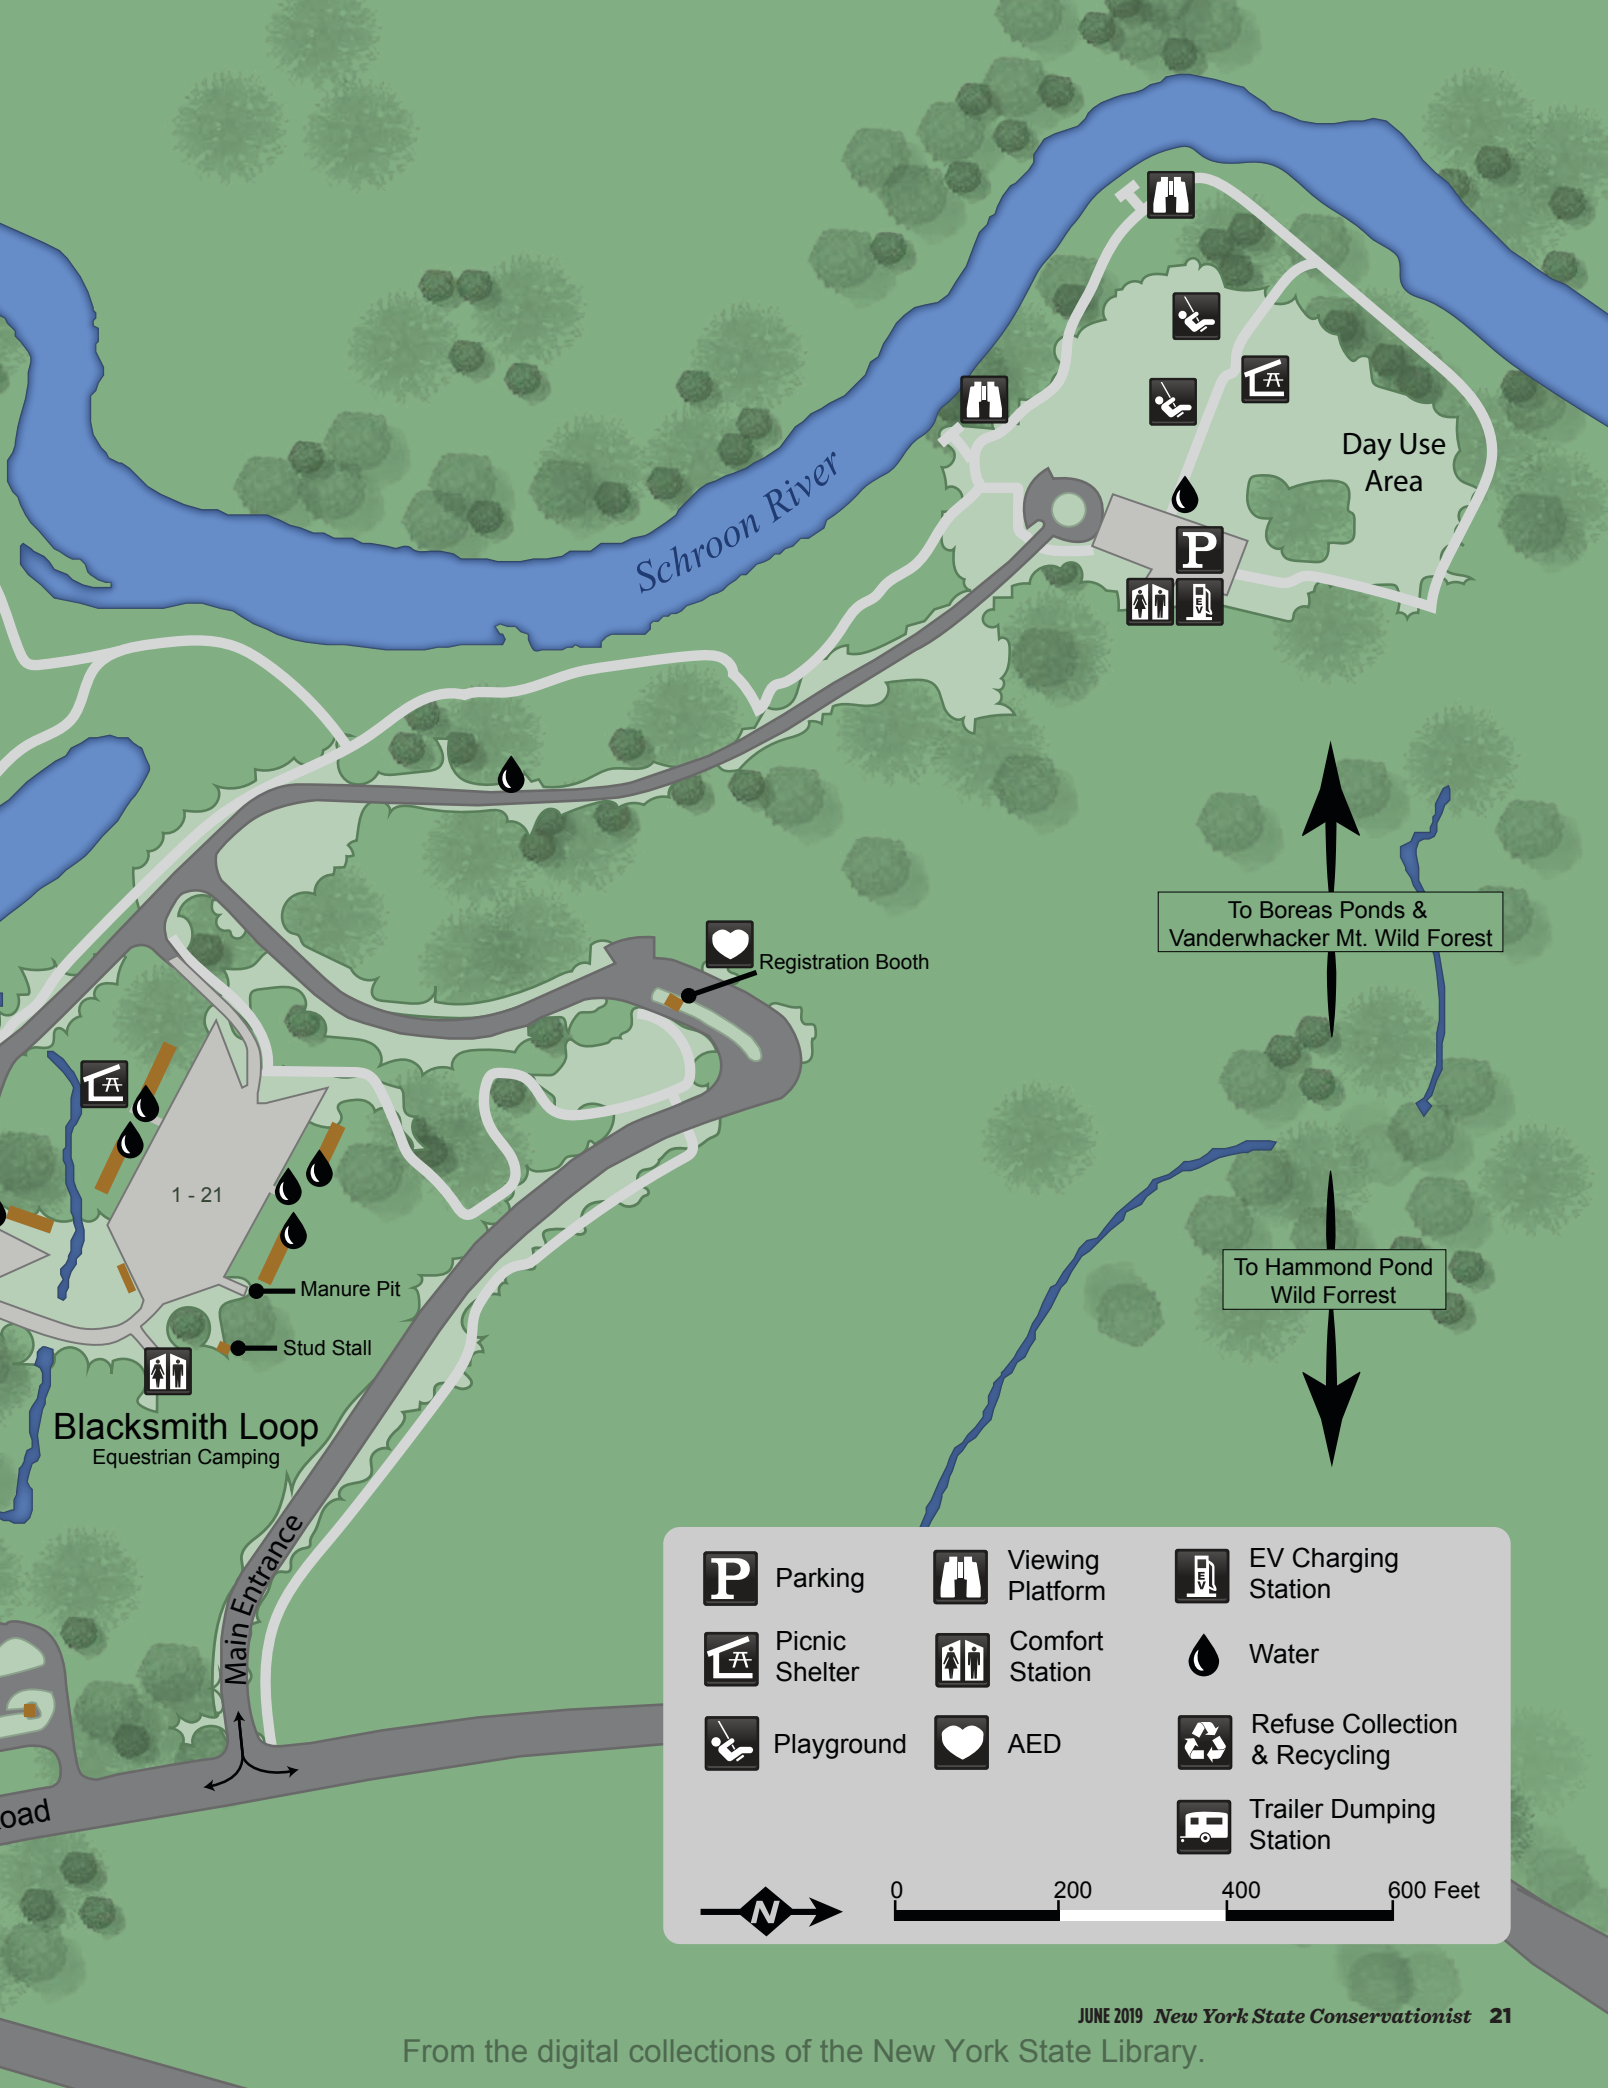 Schroon River
Day Use
Area
P
EV
To Boreas Ponds &
Vanderwhacker Mt. Wild Forest
Registration Booth
1 - 21
To Hammond Pond
Wild Forrest
Manure Pit
Stud Stall
Blacksmith Loop
Equestrian Camping
Main Entrance
oad
P Parking
Viewing
Platform
EV
EV Charging
Station
Picnic
Shelter
Comfort
Station
Water
Playground
AED
Refuse Collection
& Recycling
Trailer Dumping
Station
N
0 200 400 600 Feet
JUNE 2019 New York State Conservationist 21
From the digital collections of the New York State Library.